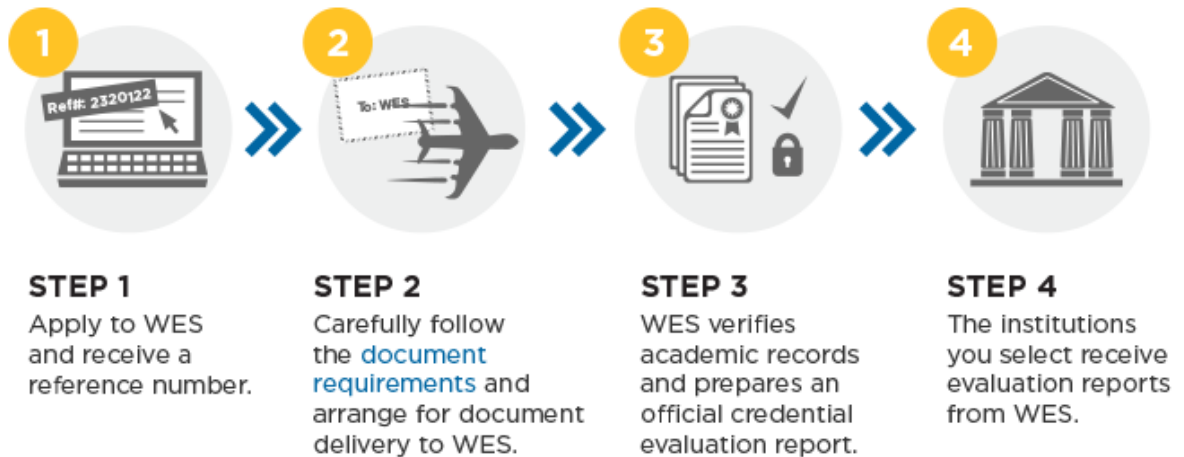 1
Ref#: 2320122
2
To: WES
3
4
STEP 1
Apply to WES
and receive a
reference number.
STEP 2
Carefully follow
the document
requirements and
arrange for document
delivery to WES.
STEP 3
WES verifies
academic records
and prepares an
official credential
evaluation report.
STEP 4
The institutions
you select receive
evaluation reports
from WES.